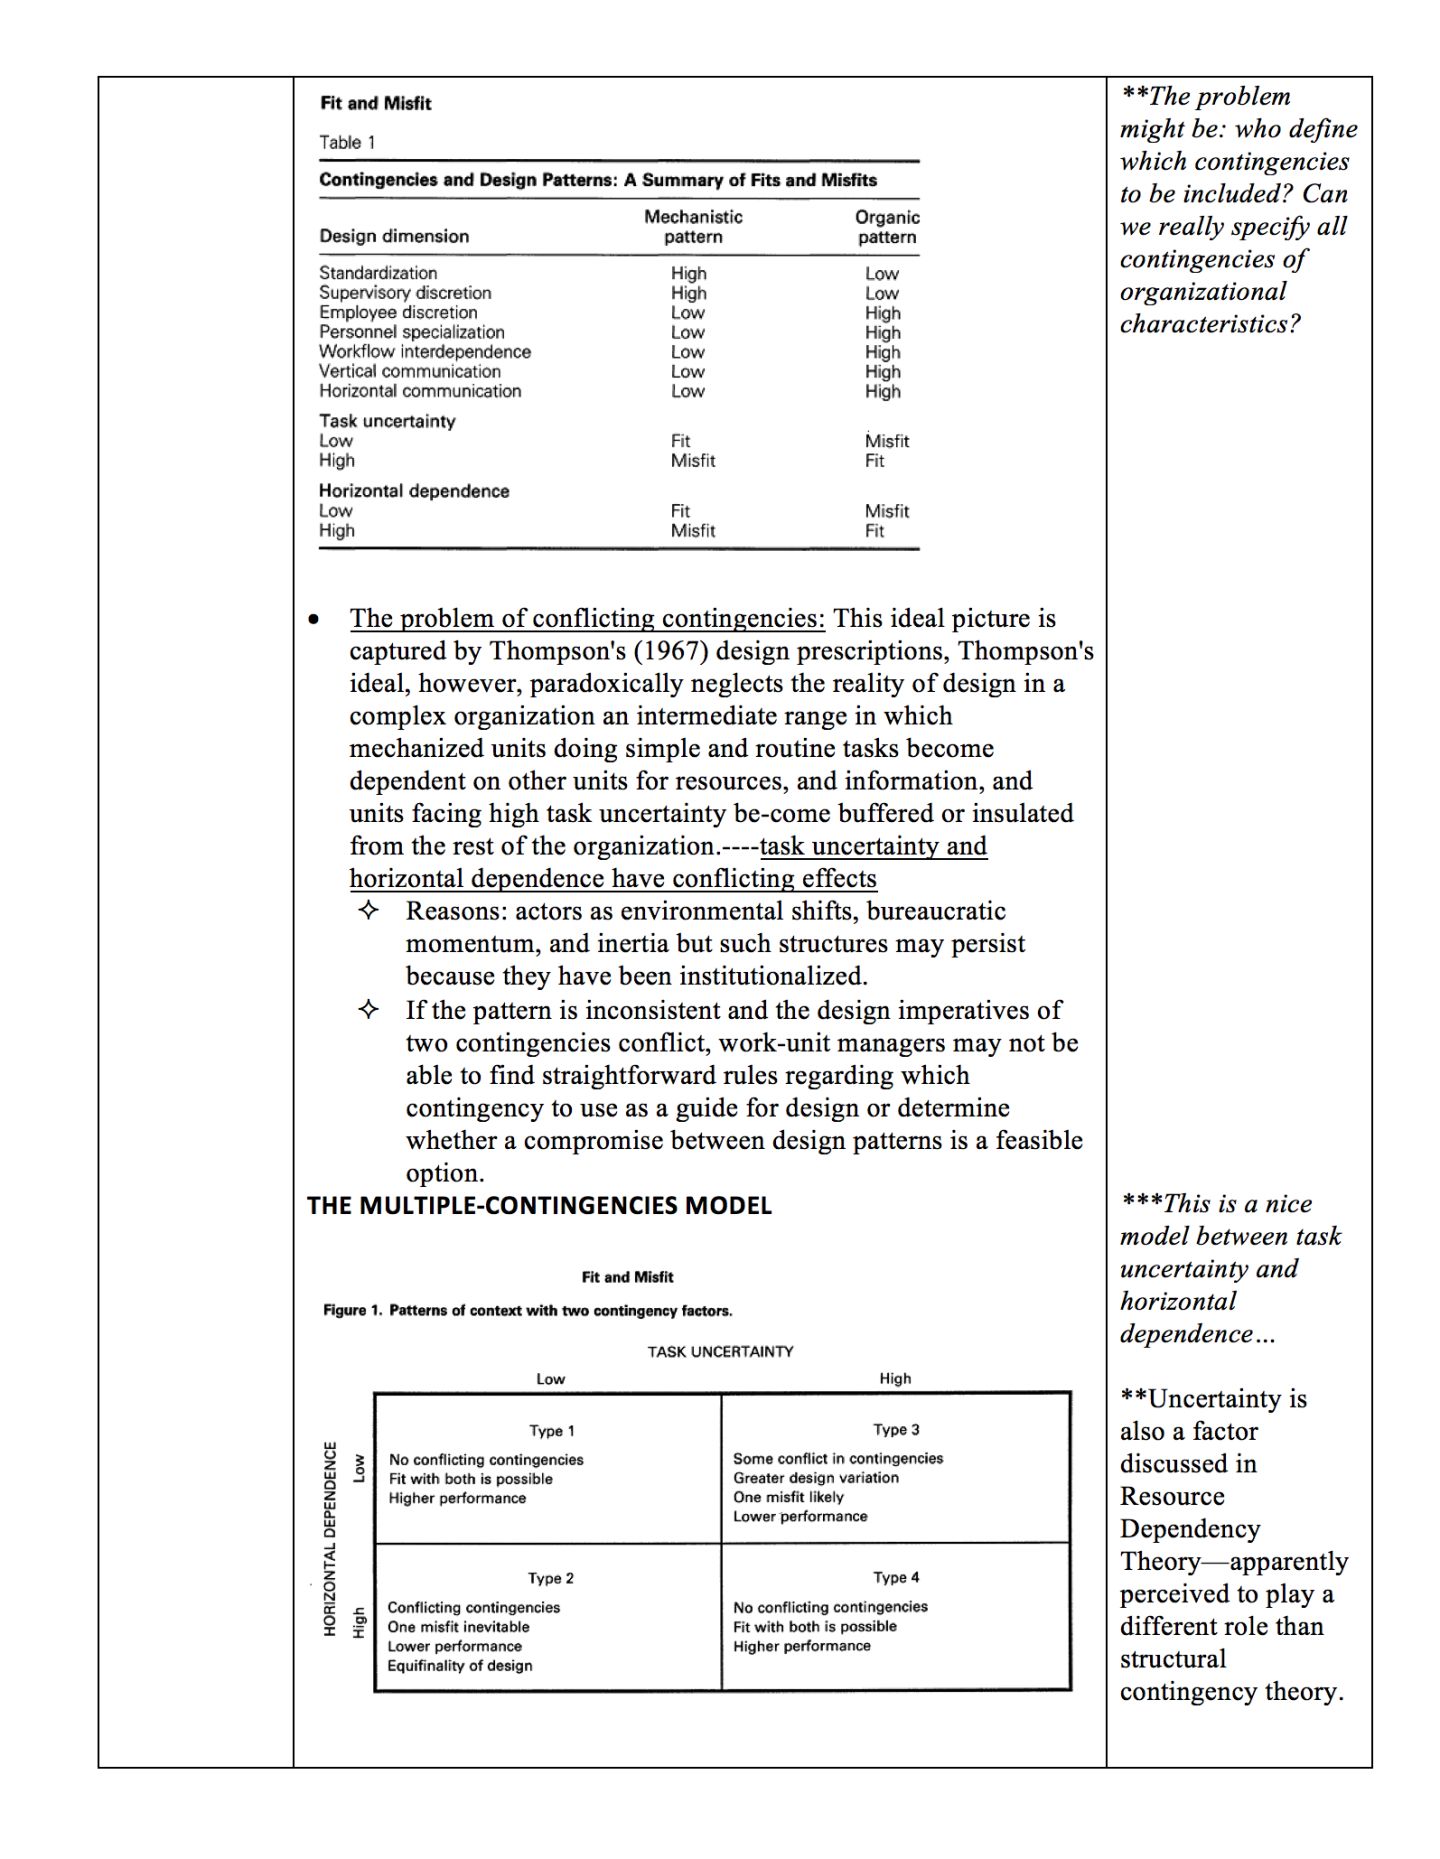 Fit and Misfit
Table 1
Contingencies and Design Patterns: A Summary of Fits and Misfits
Design dimension Mechanistic pattern Organic pattern
Standardization High Low
Supervisory discretion High Low
Employee discretion Low High
Personnel specialization Low High
Workflow interdependence Low High
Vertical communication Low High
Horizontal communication Low High
Task uncertainty
Low Fit Misfit
High Misfit Fit
Horizontal dependence
Low Fit Misfit
High Misfit Fit
**The problem
might be: who define
which contingencies
to be included? Can
we really specify all
contingencies of
organizational
characteristics?
• The problem of conflicting contingencies: This ideal picture is
captured by Thompson's (1967) design prescriptions, Thompson's
ideal, however, paradoxically neglects the reality of design in a
complex organization an intermediate range in which
mechanized units doing simple and routine tasks become
dependent on other units for resources, and information, and
units facing high task uncertainty be-come buffered or insulated
from the rest of the organization.----task uncertainty and
horizontal dependence have conflicting effects
✧ Reasons: actors as environmental shifts, bureaucratic
momentum, and inertia but such structures may persist
because they have been institutionalized.
✧ If the pattern is inconsistent and the design imperatives of
two contingencies conflict, work-unit managers may not be
able to find straightforward rules regarding which
contingency to use as a guide for design or determine
whether a compromise between design patterns is a feasible
option.
THE MULTIPLE-CONTINGENCIES MODEL
Fit and Misfit
Figure 1. Patterns of context with two contingency factors.
TASK UNCERTAINTY
Low High
HORIZONTAL DEPENDENCE
Low
Type 1
No conflicting contingencies
Fit with both is possible
Higher performance
Type 3
Some conflict in contingencies
Greater design variation
One misfit likely
Lower performance
High
Type 2
Conflicting contingencies
One misfit inevitable
Lower performance
Equifinality of design
Type 4
No conflicting contingencies
Fit with both is possible
Higher performance
***This is a nice
model between task
uncertainty and
horizontal
dependence…
**Uncertainty is
also a factor
discussed in
Resource
Dependency
Theory—apparently
perceived to play a
different role than
structural
contingency theory.